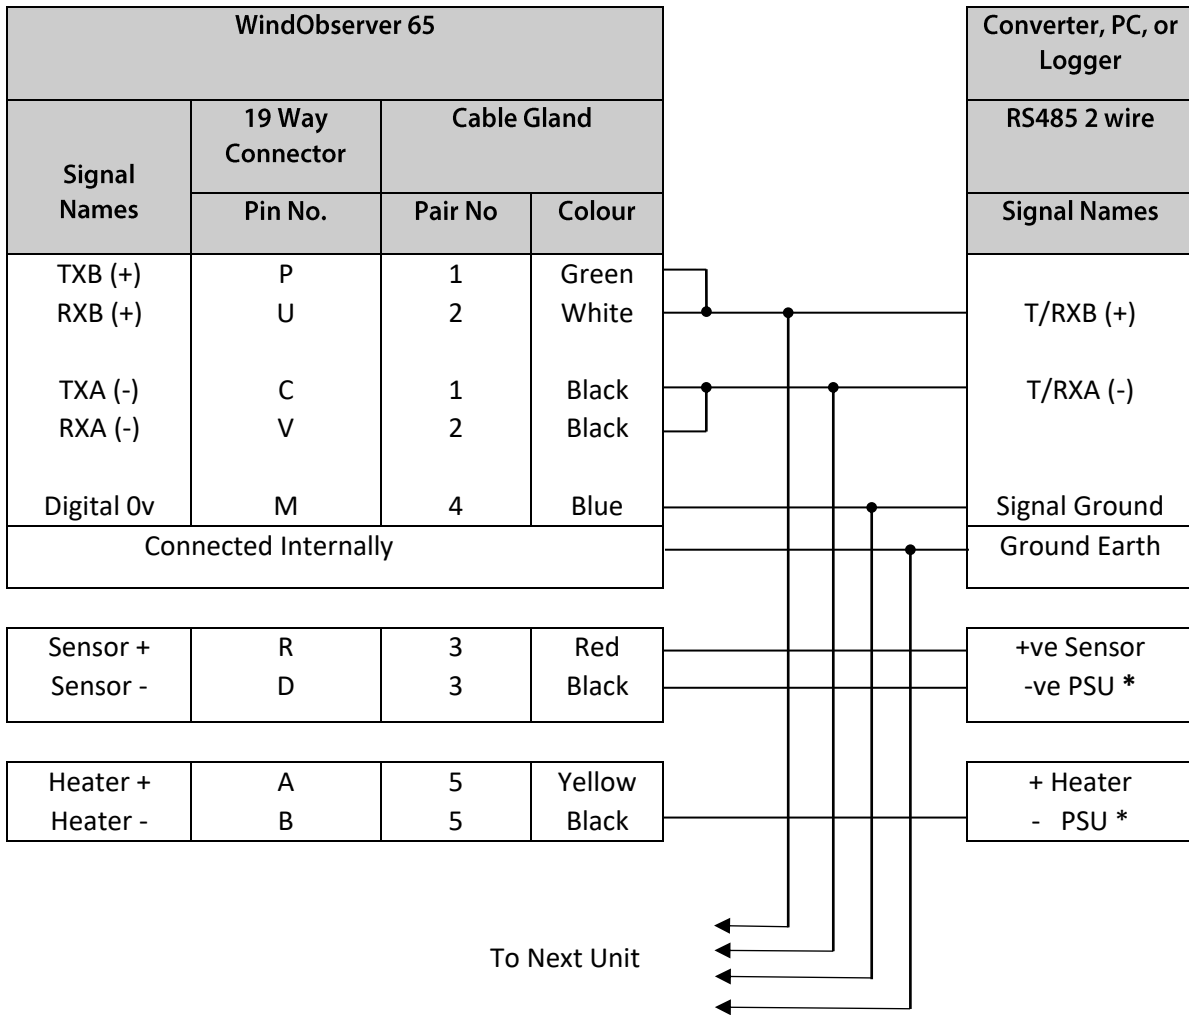 WindObserver 65
Converter, PC, or
Logger
Signal
Names
19 Way
Connector
Cable Gland
RS485 2 wire
Pin No.
Pair No
Colour
Signal Names
TXB (+) P 1 Green
RXB (+) U 2 White T/RXB (+)
TXA (-) C 1 Black T/RXA (-)
RXA (-) V 2 Black
Digital 0v M 4 Blue Signal Ground
Connected Internally Ground Earth
Sensor + R 3 Red +ve Sensor
Sensor - D 3 Black -ve PSU *
Heater + A 5 Yellow + Heater
Heater - B 5 Black - PSU *
To Next Unit